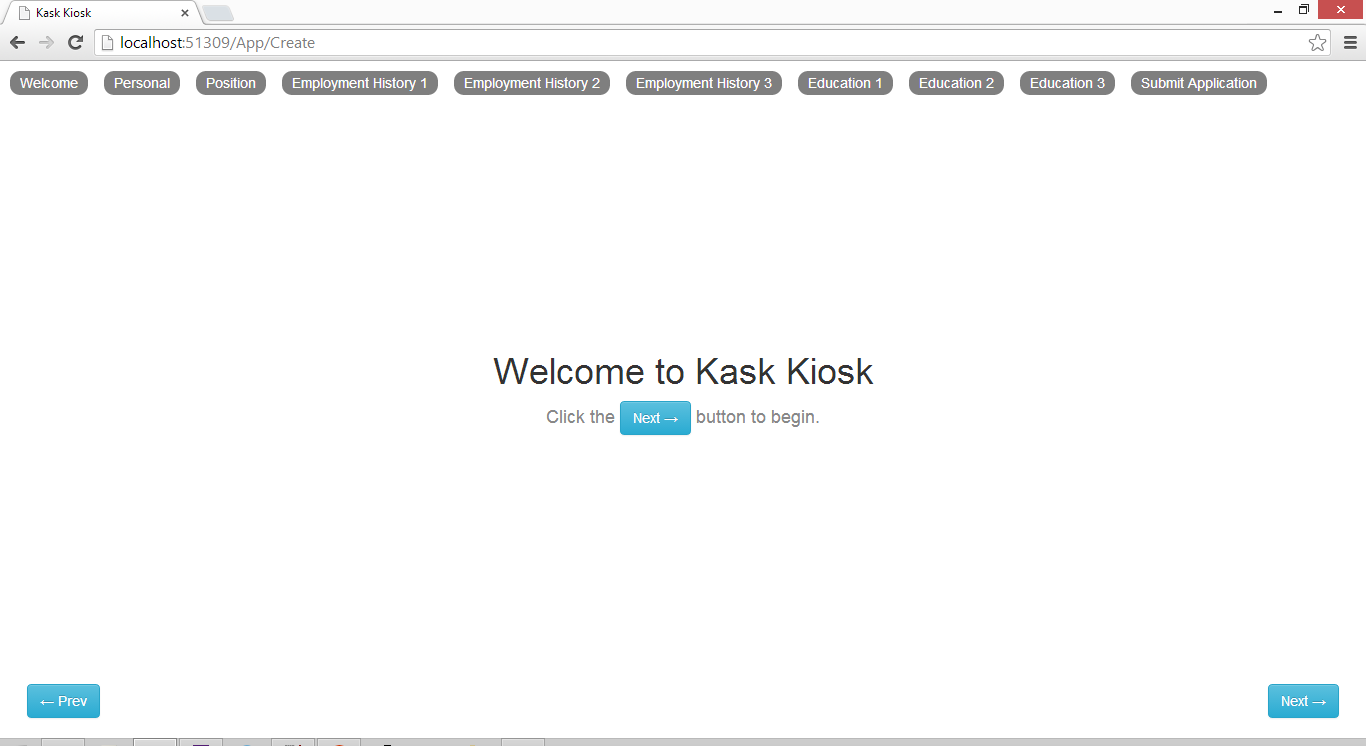 Kask Kiosk
localhost:51309/App/Create
Welcome Personal Position Employment History 1 Employment History 2 Employment History 3 Education 1 Education 2 Education 3 Submit Application
Welcome to Kask Kiosk
Click the Next → button to begin.
← Prev Next →